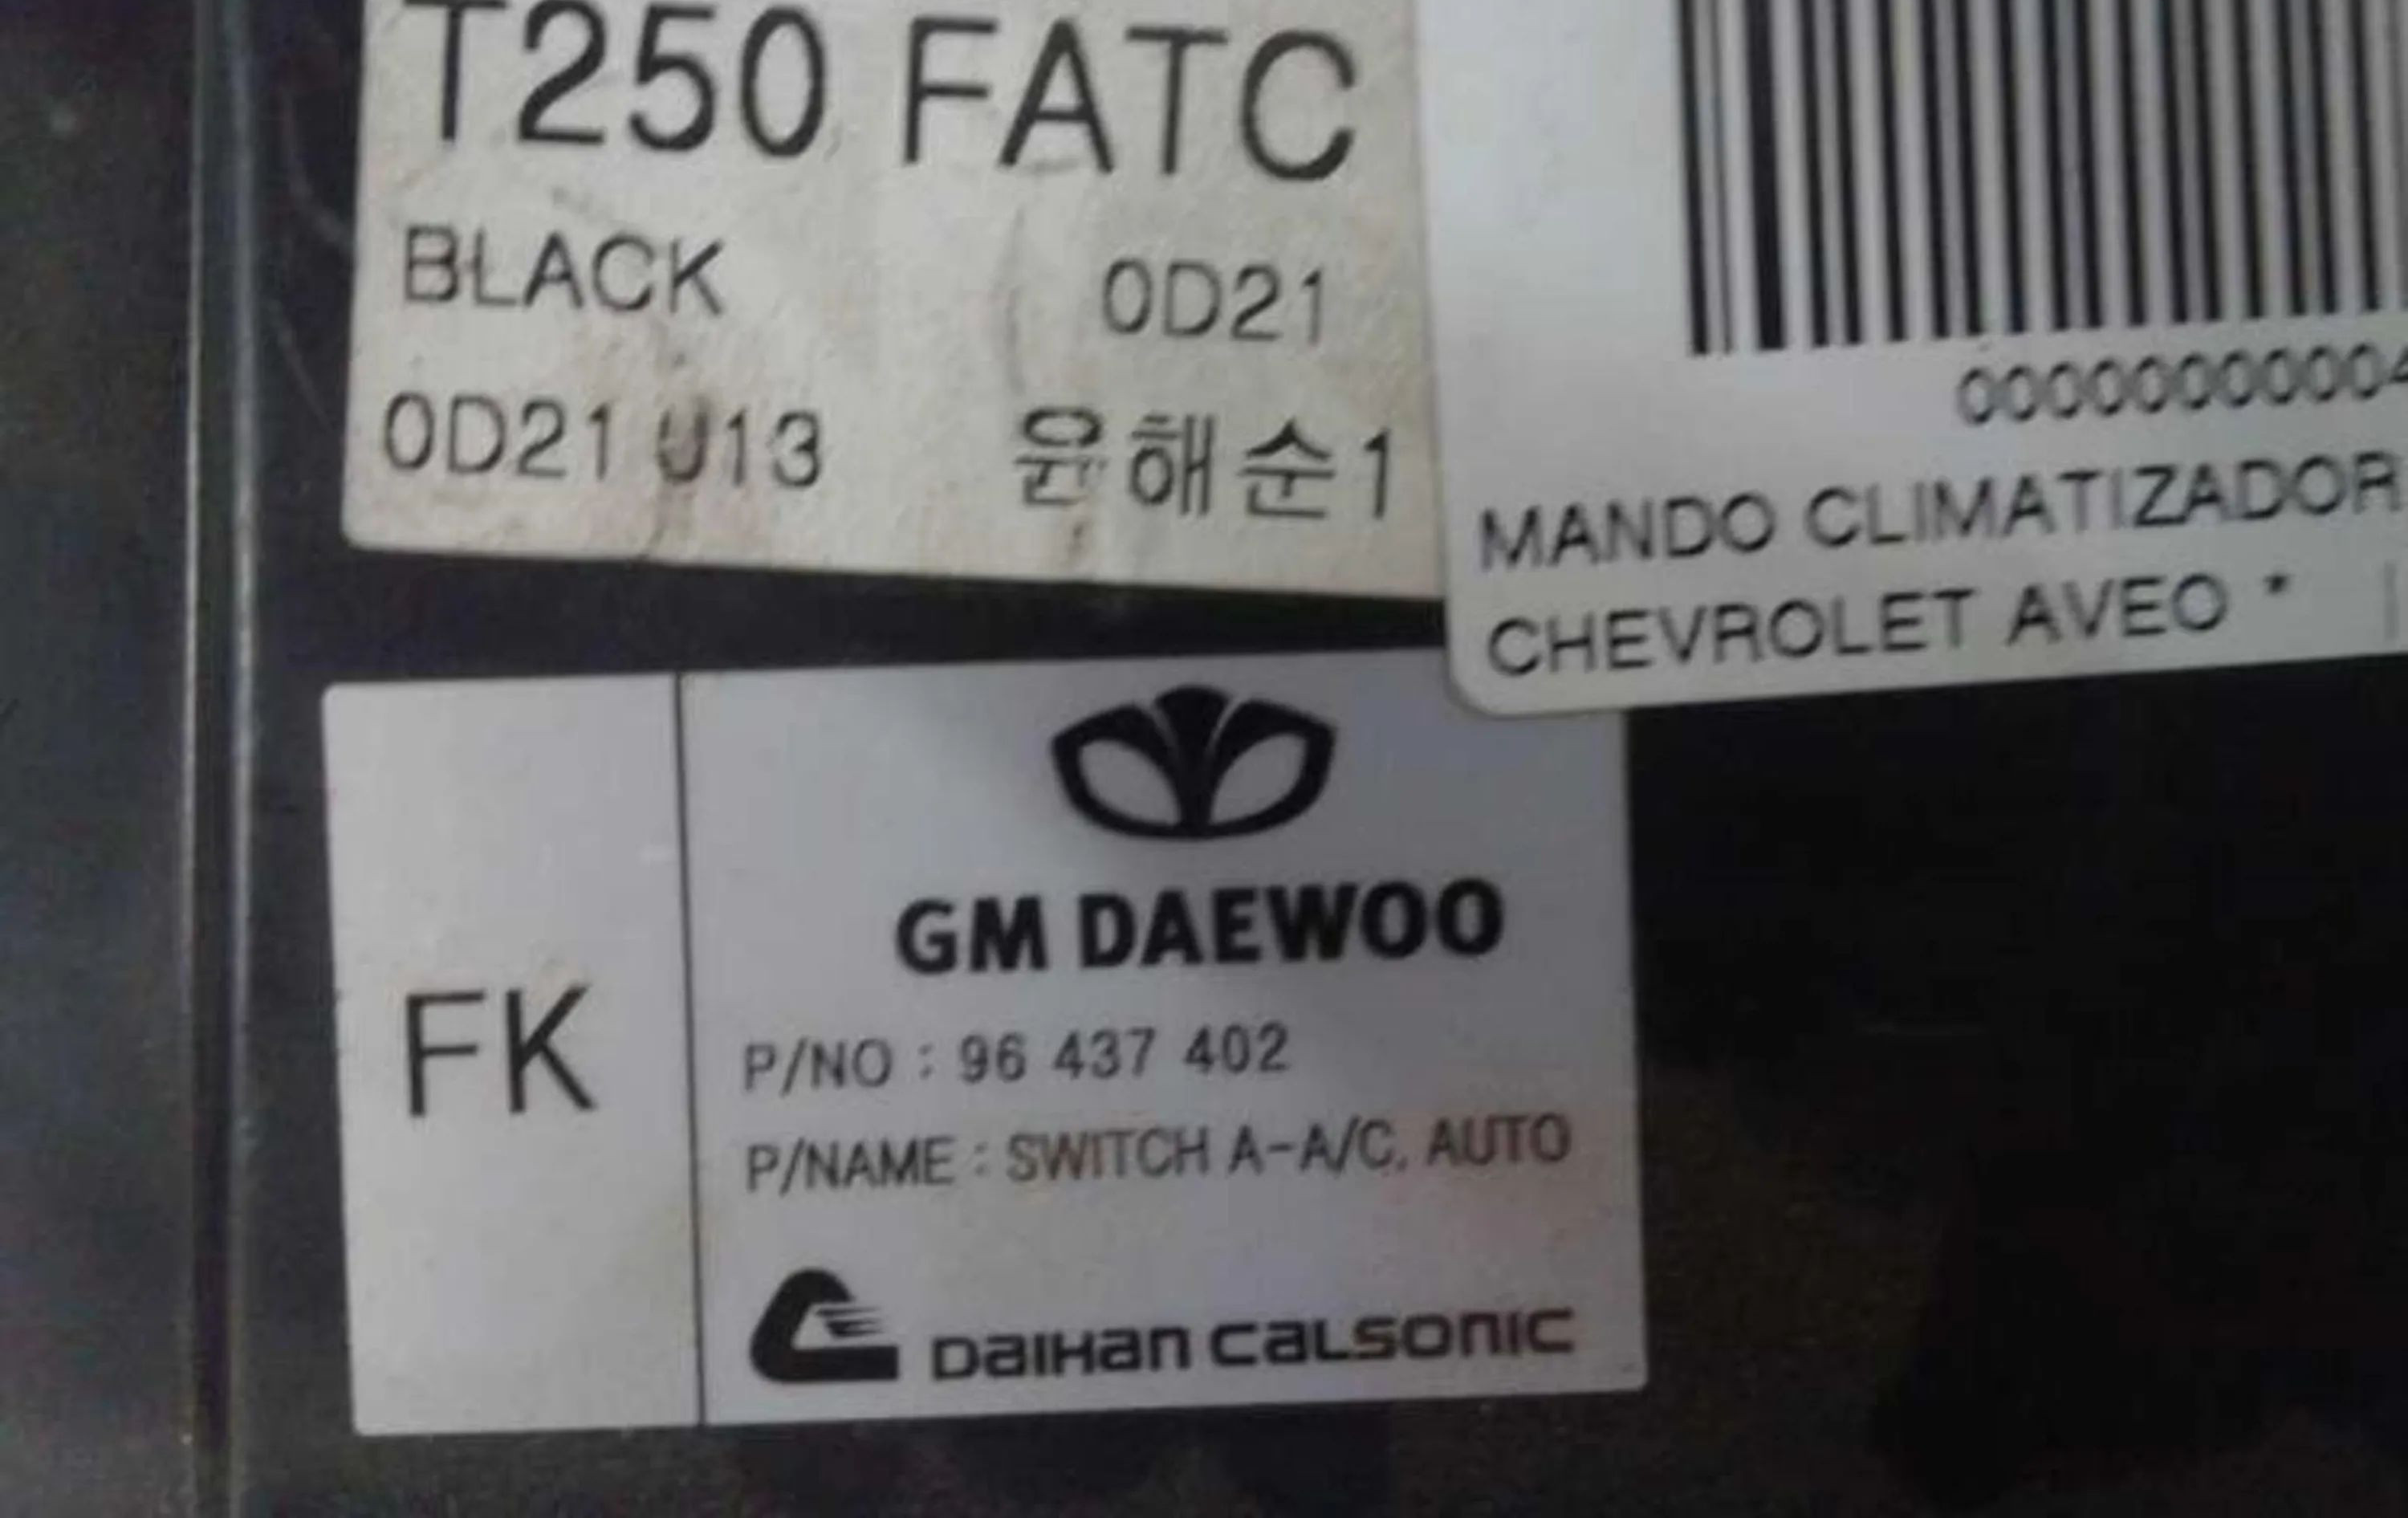 T250 FATC
BLACK 0D21
0D21 U13 윤해순1
00000000004
MANDO CLIMATIZADOR
CHEVROLET AVEO *
FK
GM DAEWOO
P/NO : 96 437 402
P/NAME : SWITCH A-A/C, AUTO
DAIHAN CALSONIC